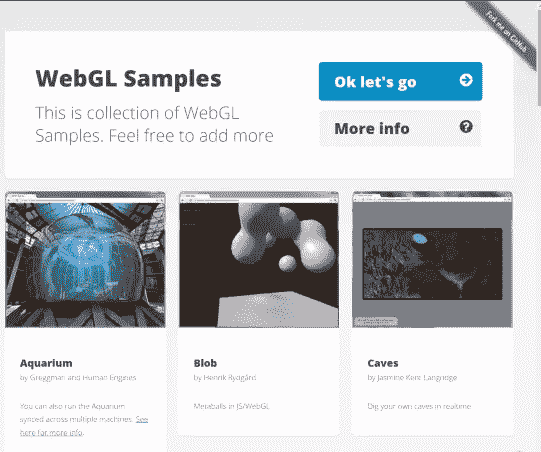 Fork me on GitHub
WebGL Samples
Ok let's go
This is collection of WebGL
Samples. Feel free to add more
More info
Aquarium
by Greggman and Human Engines
You can also run the Aquarium
synced across multiple machines. See
here for more info.
Blob
by Henrik Rydgård
Metaballs in JS/WebGL
Caves
by Jasmine Kent Langridge
Dig your own caves in realtime